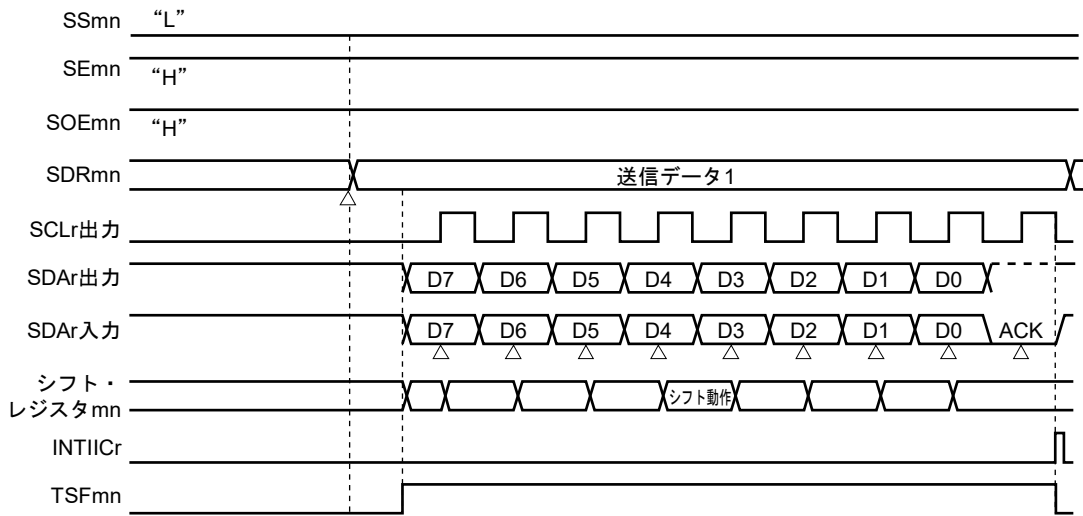 SSmn “L”
SEmn “H”
SOEmn “H”
SDRmn 送信データ1
SCLr出力
SDAr出力 D7 D6 D5 D4 D3 D2 D1 D0
SDAr入力 D7 D6 D5 D4 D3 D2 D1 D0 ACK
シフト・
レジスタmn シフト動作
INTIICr
TSFmn